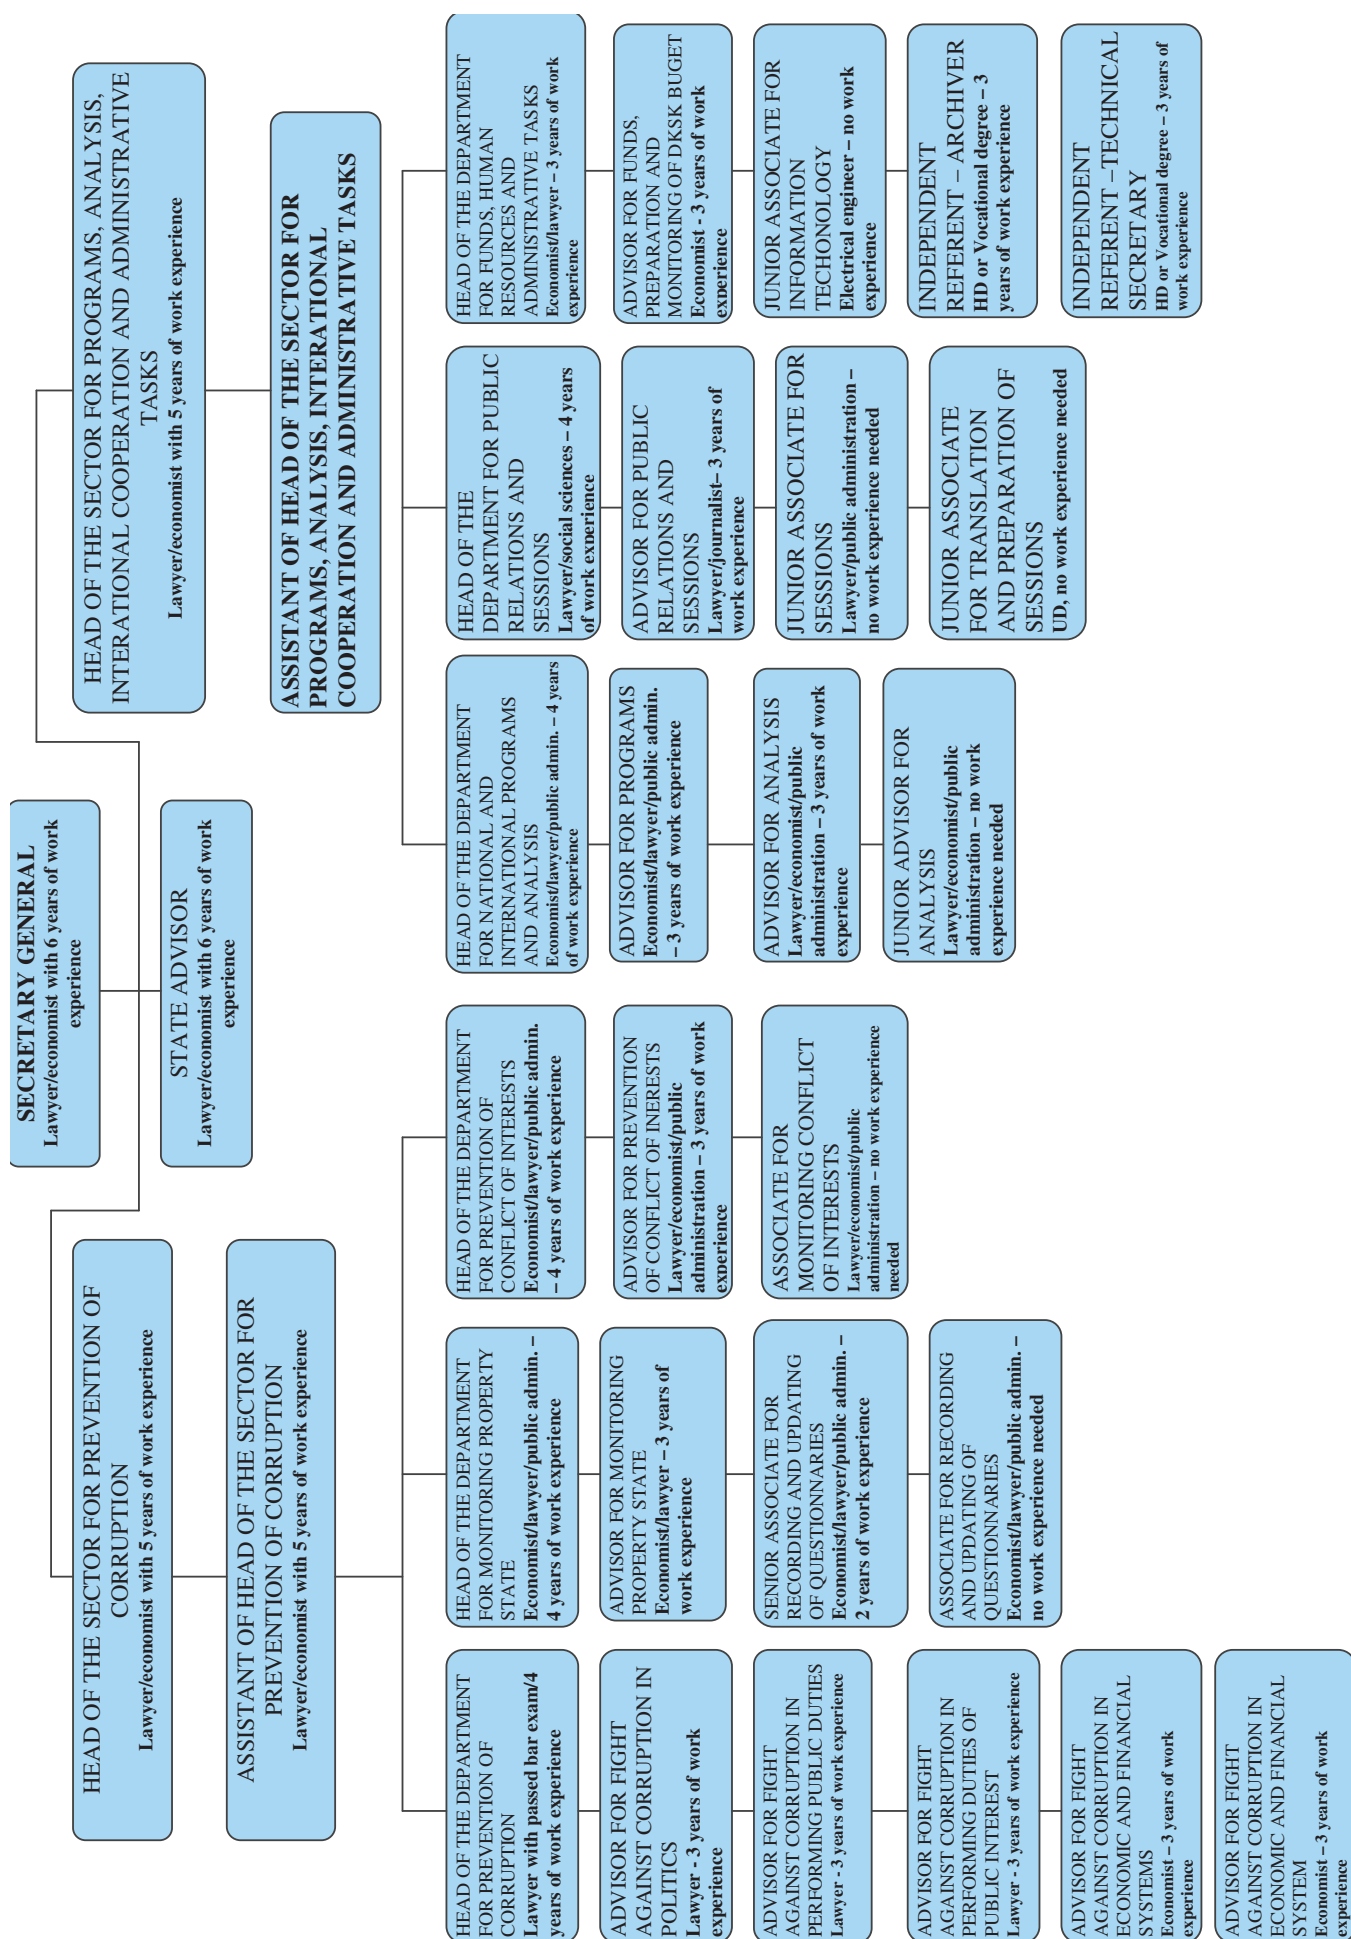 SECRETARY GENERAL
Lawyer/economist with 6 years of work
experience
STATE ADVISOR
Lawyer/economist with 6 years of work
experience
HEAD OF THE SECTOR FOR PREVENTION OF
CORRUPTION
Lawyer/economist with 5 years of work experience
ASSISTANT OF HEAD OF THE SECTOR FOR
PREVENTION OF CORRUPTION
Lawyer/economist with 5 years of work experience
HEAD OF THE DEPARTMENT
FOR PREVENTION OF
CORRUPTION
Lawyer with passed bar exam/4
years of work experience
ADVISOR FOR FIGHT
AGAINST CORRUPTION IN
POLITICS
Lawyer - 3 years of work
experience
ADVISOR FOR FIGHT
AGAINST CORRUPTION IN
PERFORMING PUBLIC DUTIES
Lawyer - 3 years of work experience
ADVISOR FOR FIGHT
AGAINST CORRUPTION IN
PERFORMING DUTIES OF
PUBLIC INTEREST
Lawyer - 3 years of work experience
ADVISOR FOR FIGHT
AGAINST CORRUPTION IN
ECONOMIC AND FINANCIAL
SYSTEMS
Economist – 3 years of work
experience
ADVISOR FOR FIGHT
AGAINST CORRUPTION IN
ECONOMIC AND FINANCIAL
SYSTEM
Economist – 3 years of work
experience
HEAD OF THE DEPARTMENT
FOR MONITORING PROPERTY
STATE
Economist/lawyer/public admin. –
4 years of work experience
ADVISOR FOR MONITORING
PROPERTY STATE
Economist/lawyer – 3 years of
work experience
SENIOR ASSOCIATE FOR
RECORDING AND UPDATING
OF QUESTIONNARIES
Economist/lawyer/public admin. –
2 years of work experience
ASSOCIATE FOR RECORDING
AND UPDATING OF
QUESTIONNARIES
Economist/lawyer/public admin. –
no work experience needed
HEAD OF THE DEPARTMENT
FOR PREVENTION OF
CONFLICT OF INTERESTS
Economist/lawyer/public admin.
– 4 years of work experience
ADVISOR FOR PREVENTION
OF CONFLICT OF INERESTS
Lawyer/economist/public
administration – 3 years of work
experience
ASSOCIATE FOR
MONITORING CONFLICT
OF INTERESTS
Lawyer/economist/public
administration – no work experience
needed
HEAD OF THE SECTOR FOR PROGRAMS, ANALYSIS,
INTERATIONAL COOPERATION AND ADMINISTRATIVE
TASKS
Lawyer/economist with 5 years of work experience
ASSISTANT OF HEAD OF THE SECTOR FOR
PROGRAMS, ANALYSIS, INTERATIONAL
COOPERATION AND ADMINISTRATIVE TASKS
HEAD OF THE DEPARTMENT
FOR NATIONAL AND
INTERNATIONAL PROGRAMS
AND ANALYSIS
Economist/lawyer/public admin. – 4 years
of work experience
ADVISOR FOR PROGRAMS
Economist/lawyer/public admin.
– 3 years of work experience
ADVISOR FOR ANALYSIS
Lawyer/economist/public
administration – 3 years of work
experience
JUNIOR ADVISOR FOR
ANALYSIS
Lawyer/economist/public
administration – no work
experience needed
HEAD OF THE
DEPARTMENT FOR PUBLIC
RELATIONS AND
SESSIONS
Lawyer/social sciences – 4 years
of work experience
ADVISOR FOR PUBLIC
RELATIONS AND
SESSIONS
Lawyer/journalist– 3 years of
work experience
JUNIOR ASSOCIATE FOR
SESSIONS
Lawyer/public administration –
no work experience needed
JUNIOR ASSOCIATE
FOR TRANSLATION
AND PREPARATION OF
SESSIONS
UD, no work experience needed
HEAD OF THE DEPARTMENT
FOR FUNDS, HUMAN
RESOURCES AND
ADMINISTRATIVE TASKS
Economist/lawyer – 3 years of work
experience
ADVISOR FOR FUNDS,
PREPARATION AND
MONITORING OF DKSK BUGET
Economist - 3 years of work
experience
JUNIOR ASSOCIATE FOR
INFORMATION
TECHONOLOGY
Electrical engineer – no work
experience
INDEPENDENT
REFERENT – ARCHIVER
HD or Vocational degree – 3
years of work experience
INDEPENDENT
REFERENT –TECHNICAL
SECRETARY
HD or Vocational degree – 3 years of
work experience